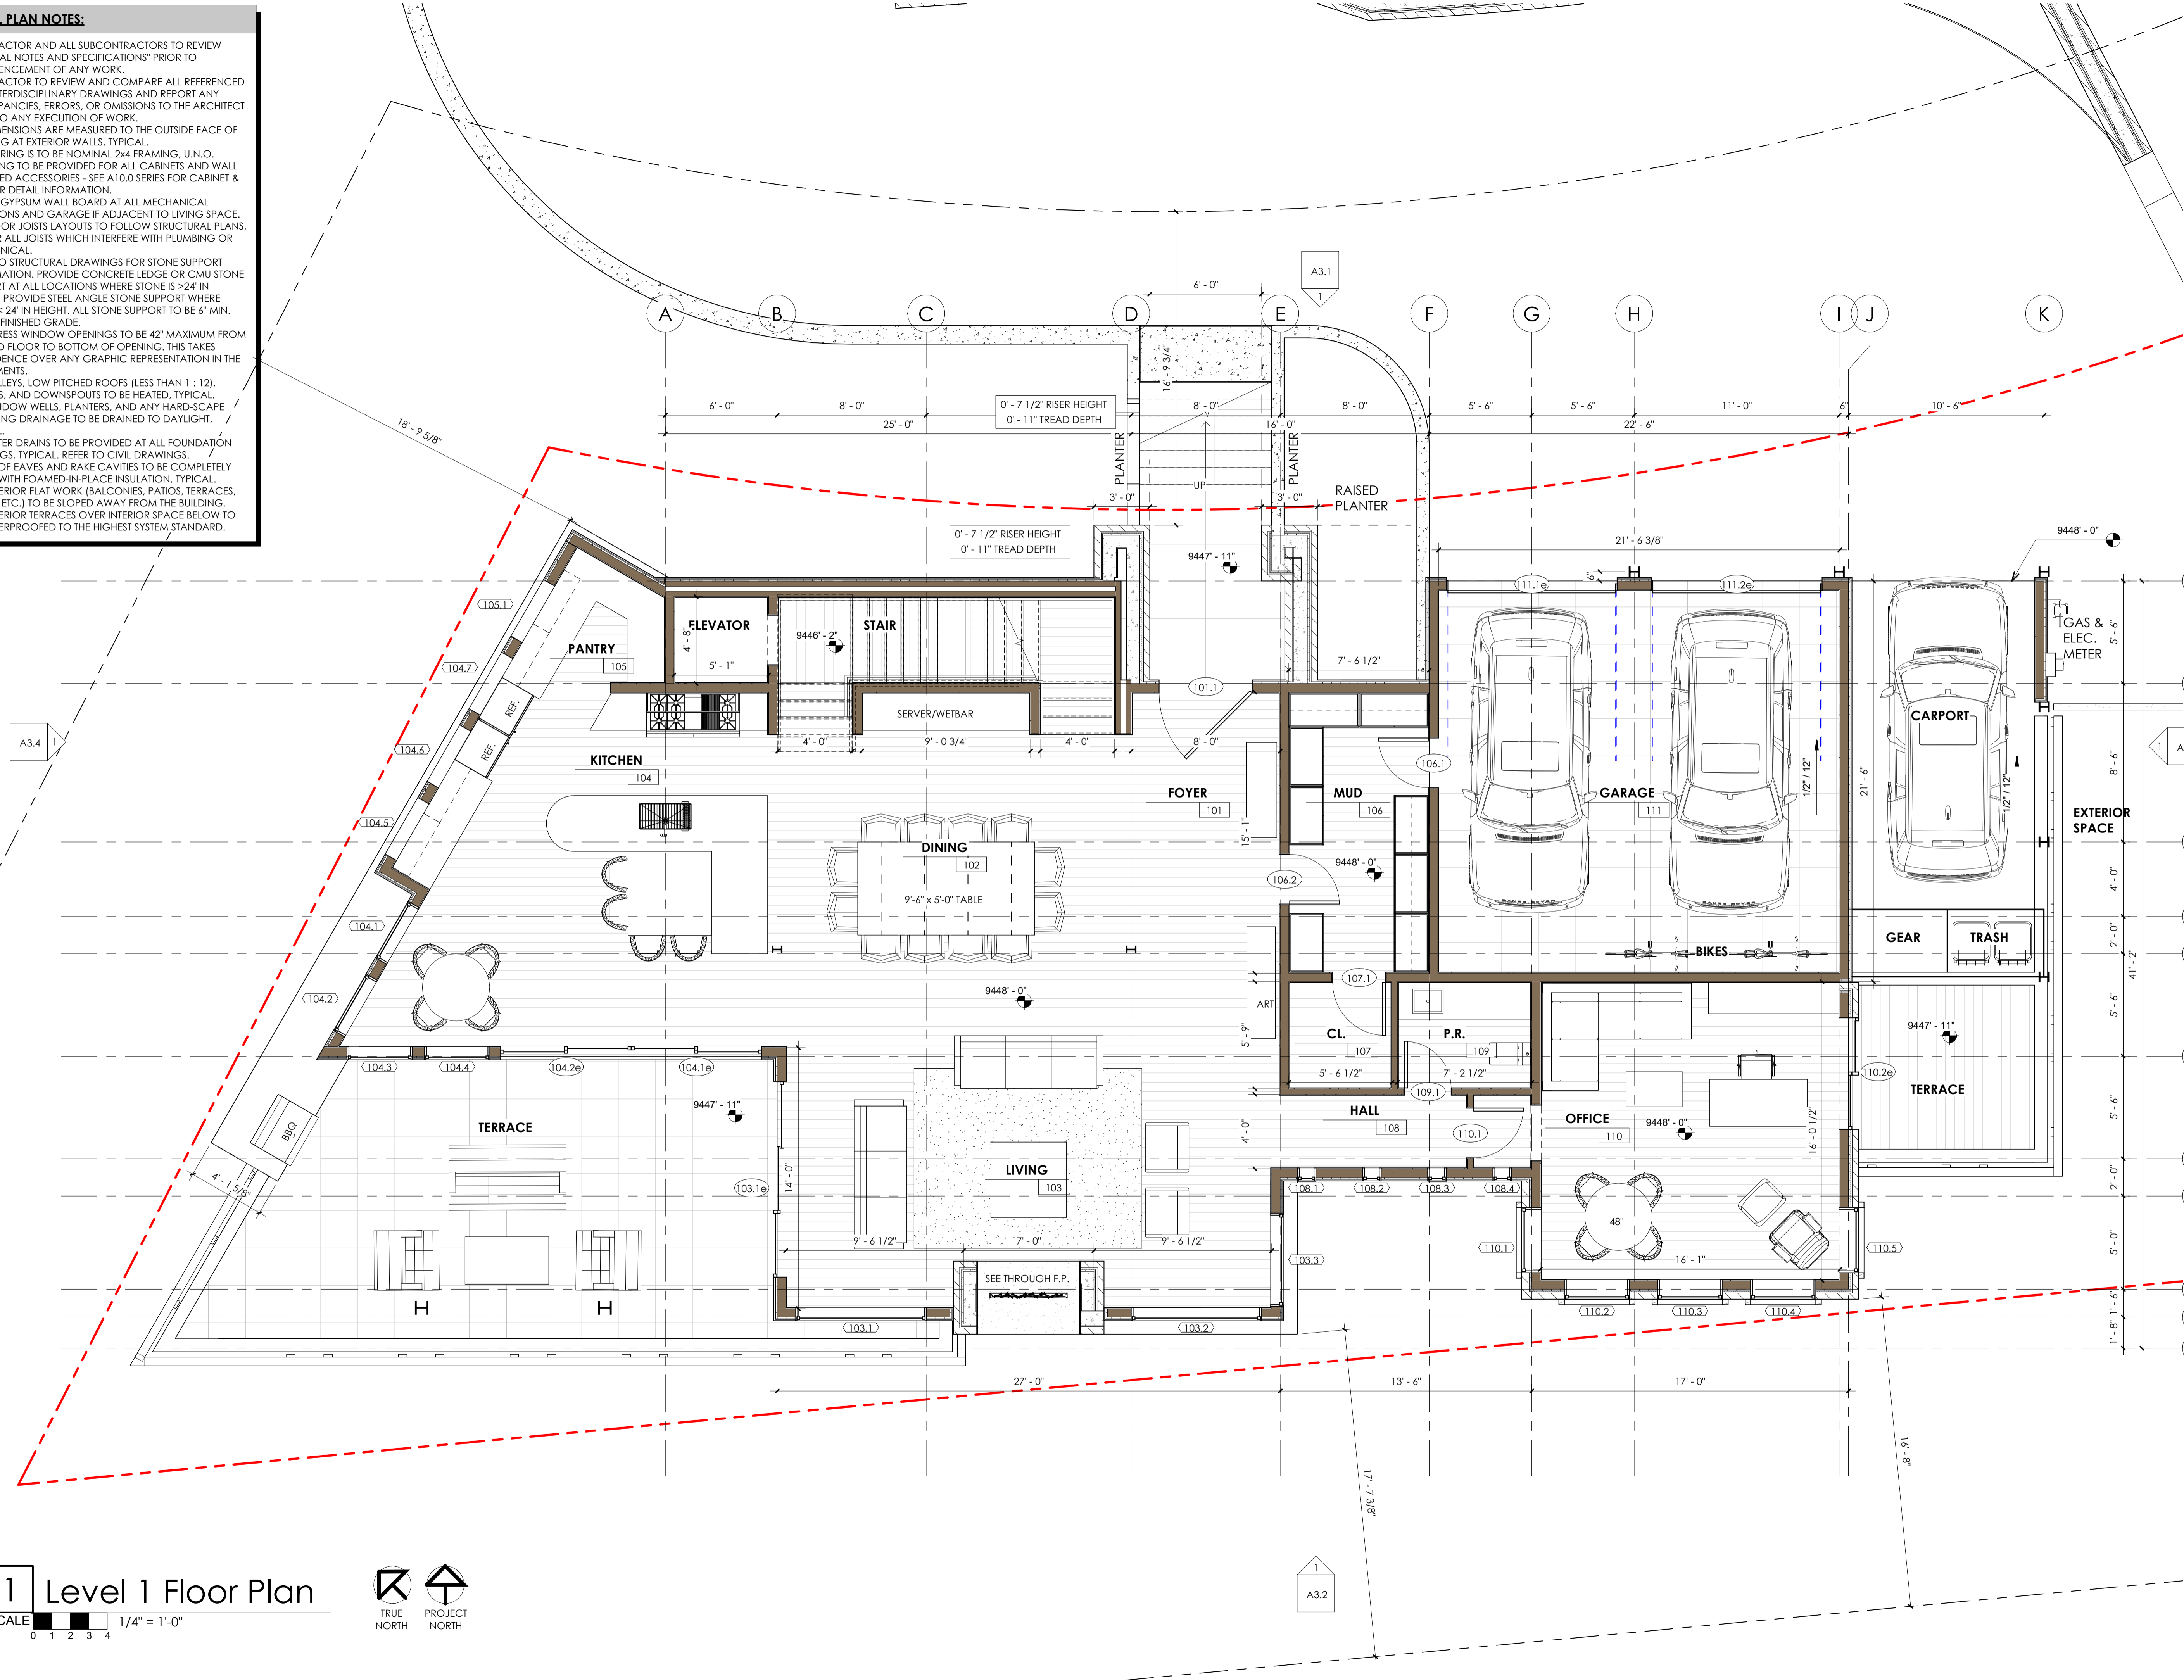 L PLAN NOTES:
ACTOR AND ALL SUBCONTRACTORS TO REVIEW
AL NOTES AND SPECIFICATIONS" PRIOR TO
ENCEMENT OF ANY WORK.
ACTOR TO REVIEW AND COMPARE ALL REFERENCED
TERDISCIPLINARY DRAWINGS AND REPORT ANY
PANCIES, ERRORS, OR OMISSIONS TO THE ARCHITECT
O ANY EXECUTION OF WORK.
MENSIONS ARE MEASURED TO THE OUTSIDE FACE OF
G AT EXTERIOR WALLS, TYPICAL.
RING IS TO BE NOMINAL 2x4 FRAMING, U.N.O.
NG TO BE PROVIDED FOR ALL CABINETS AND WALL
ED ACCESSORIES - SEE A10.0 SERIES FOR CABINET &
R DETAIL INFORMATION.
GYPSUM WALL BOARD AT ALL MECHANICAL
ONS AND GARAGE IF ADJACENT TO LIVING SPACE.
OOR JOISTS LAYOUTS TO FOLLOW STRUCTURAL PLANS,
R ALL JOISTS WHICH INTERFERE WITH PLUMBING OR
NICAL.
O STRUCTURAL DRAWINGS FOR STONE SUPPORT
MATION. PROVIDE CONCRETE LEDGE OR CMU STONE
RT AT ALL LOCATIONS WHERE STONE IS >24' IN
PROVIDE STEEL ANGLE STONE SUPPORT WHERE
< 24' IN HEIGHT. ALL STONE SUPPORT TO BE 6" MIN.
FINISHED GRADE.
RESS WINDOW OPENINGS TO BE 42" MAXIMUM FROM
D FLOOR TO BOTTOM OF OPENING. THIS TAKES
DENCE OVER ANY GRAPHIC REPRESENTATION IN THE
MENTS.
LLEYS, LOW PITCHED ROOFS (LESS THAN 1 : 12),
S, AND DOWNSPOUTS TO BE HEATED, TYPICAL.
NDOW WELLS, PLANTERS, AND ANY HARD-SCAPE
NG DRAINAGE TO BE DRAINED TO DAYLIGHT,
L.
TER DRAINS TO BE PROVIDED AT ALL FOUNDATION
GS, TYPICAL. REFER TO CIVIL DRAWINGS.
OF EAVES AND RAKE CAVITIES TO BE COMPLETELY
WITH FOAMED-IN-PLACE INSULATION, TYPICAL.
ERIOR FLAT WORK (BALCONIES, PATIOS, TERRACES,
ETC.) TO BE SLOPED AWAY FROM THE BUILDING.
ERIOR TERRACES OVER INTERIOR SPACE BELOW TO
ERPROOFED TO THE HIGHEST SYSTEM STANDARD.
A3.1
1
6' - 0"
A B C D E F G H I J K
16' - 9 3/4"
6' - 0" 8' - 0" 8' - 0" 8' - 0" 5' - 6" 5' - 6" 11' - 0" 6" 10' - 6"
25' - 0" 16' - 0" 22' - 6"
0' - 7 1/2" RISER HEIGHT
0' - 11" TREAD DEPTH
18' - 9 5/8"
PLANTER
PLANTER
UP
3' - 0" 3' - 0"
RAISED
PLANTER
0' - 7 1/2" RISER HEIGHT
0' - 11" TREAD DEPTH
9447' - 11"
21' - 6 3/8"
9448' - 0"
6"
111.1e 111.2e
105.1
GAS &
ELEC.
METER
5' - 6"
ELEVATOR
4' - 8"
5' - 1"
9446' - 2"
STAIR
PANTRY
105
104.7
7' - 6 1/2"
101.1
REF.
REF.
SERVER/WETBAR
CARPORT
A3.4 1
104.6
4' - 0" 9' - 0 3/4" 4' - 0" 8' - 0"
1 A
KITCHEN
104
106.1
8' - 6"
1/2" / 12"
1/2" / 12"
21' - 6"
FOYER
101
MUD
106
GARAGE
111
EXTERIOR
SPACE
104.5
15' - 1"
DINING
102
9'-6" x 5'-0" TABLE
9448' - 0"
106.2
4' - 0"
104.1
GEAR TRASH
2' - 0"
BIKES
41' - 2"
104.2
107.1
9448' - 0"
ART
5' - 9"
CL.
107
5' - 6 1/2"
P.R.
109
7' - 2 1/2"
5' - 6"
9447' - 11"
104.3 104.4 104.2e 104.1e
109.1
110.2e
TERRACE
9447' - 11"
BBQ
TERRACE
HALL
108
110.1
4' - 0"
OFFICE
110
9448' - 0"
16' - 0 1/2"
5' - 6"
4' - 1 5/8"
103.1e
14' - 0"
LIVING
103
108.1 108.2 108.3 108.4
2' - 0"
48"
9' - 6 1/2" 7' - 0" 9' - 6 1/2"
103.3
110.1
16' - 1"
110.5
5' - 0"
SEE THROUGH F.P.
103.1 103.2
110.2 110.3 110.4
1' - 6"
1' - 8"
27' - 0" 13' - 6" 17' - 0"
17' - 7 3/8"
16' - 8"
1
A3.2
1 Level 1 Floor Plan
CALE
0 1 2 3 4
1/4" = 1'-0"
TRUE
NORTH
PROJECT
NORTH